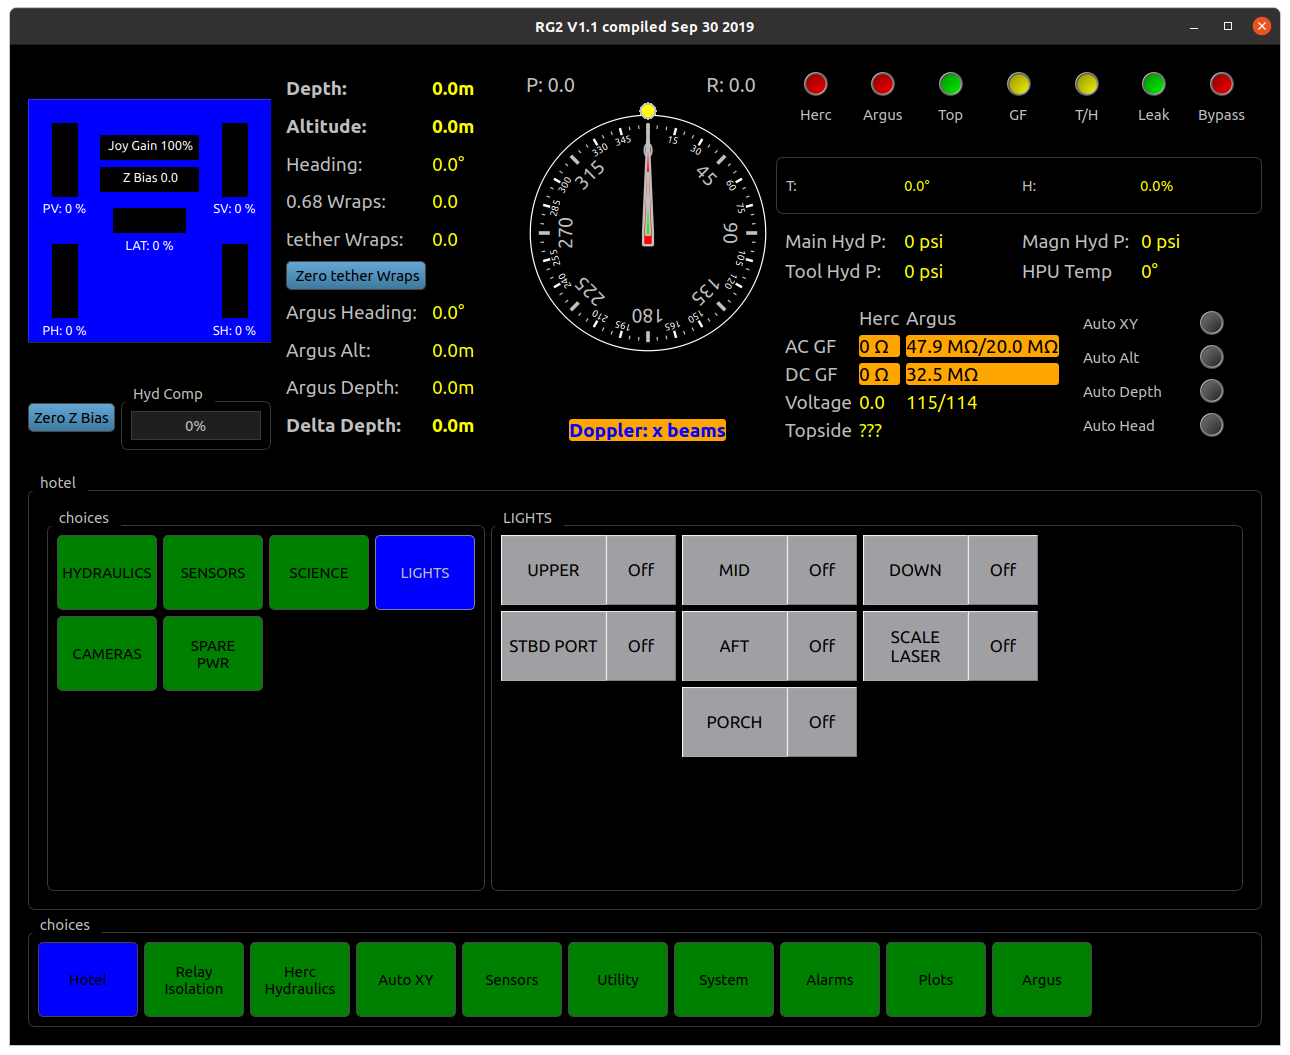 RG2 V1.1 compiled Sep 30 2019
Joy Gain 100%
Z Bias 0.0
PV: 0 %
SV: 0 %
LAT: 0 %
PH: 0 %
SH: 0 %
Zero Z Bias
Hyd Comp
0%
Depth: 0.0m
Altitude: 0.0m
Heading: 0.0°
0.68 Wraps: 0.0
tether Wraps: 0.0
Zero tether Wraps
Argus Heading: 0.0°
Argus Alt: 0.0m
Argus Depth: 0.0m
Delta Depth: 0.0m
P: 0.0 R: 0.0
0
15
30
45
60
75
90
105
120
135
150
165
180
195
210
225
240
255
270
285
300
315
330
345
Doppler: x beams
Herc Argus Top GF T/H Leak Bypass
T: 0.0° H: 0.0%
Main Hyd P: 0 psi Magn Hyd P: 0 psi
Tool Hyd P: 0 psi HPU Temp 0°
Herc Argus
AC GF 0 Ω 47.9 MΩ/20.0 MΩ
DC GF 0 Ω 32.5 MΩ
Voltage 0.0 115/114
Topside ???
Auto XY
Auto Alt
Auto Depth
Auto Head
hotel
choices
HYDRAULICS SENSORS SCIENCE LIGHTS
CAMERAS SPARE
PWR
LIGHTS
UPPER Off MID Off DOWN Off
STBD PORT Off AFT Off SCALE
LASER Off
PORCH Off
choices
Hotel
Relay
Isolation
Herc
Hydraulics
Auto XY
Sensors
Utility
System
Alarms
Plots
Argus